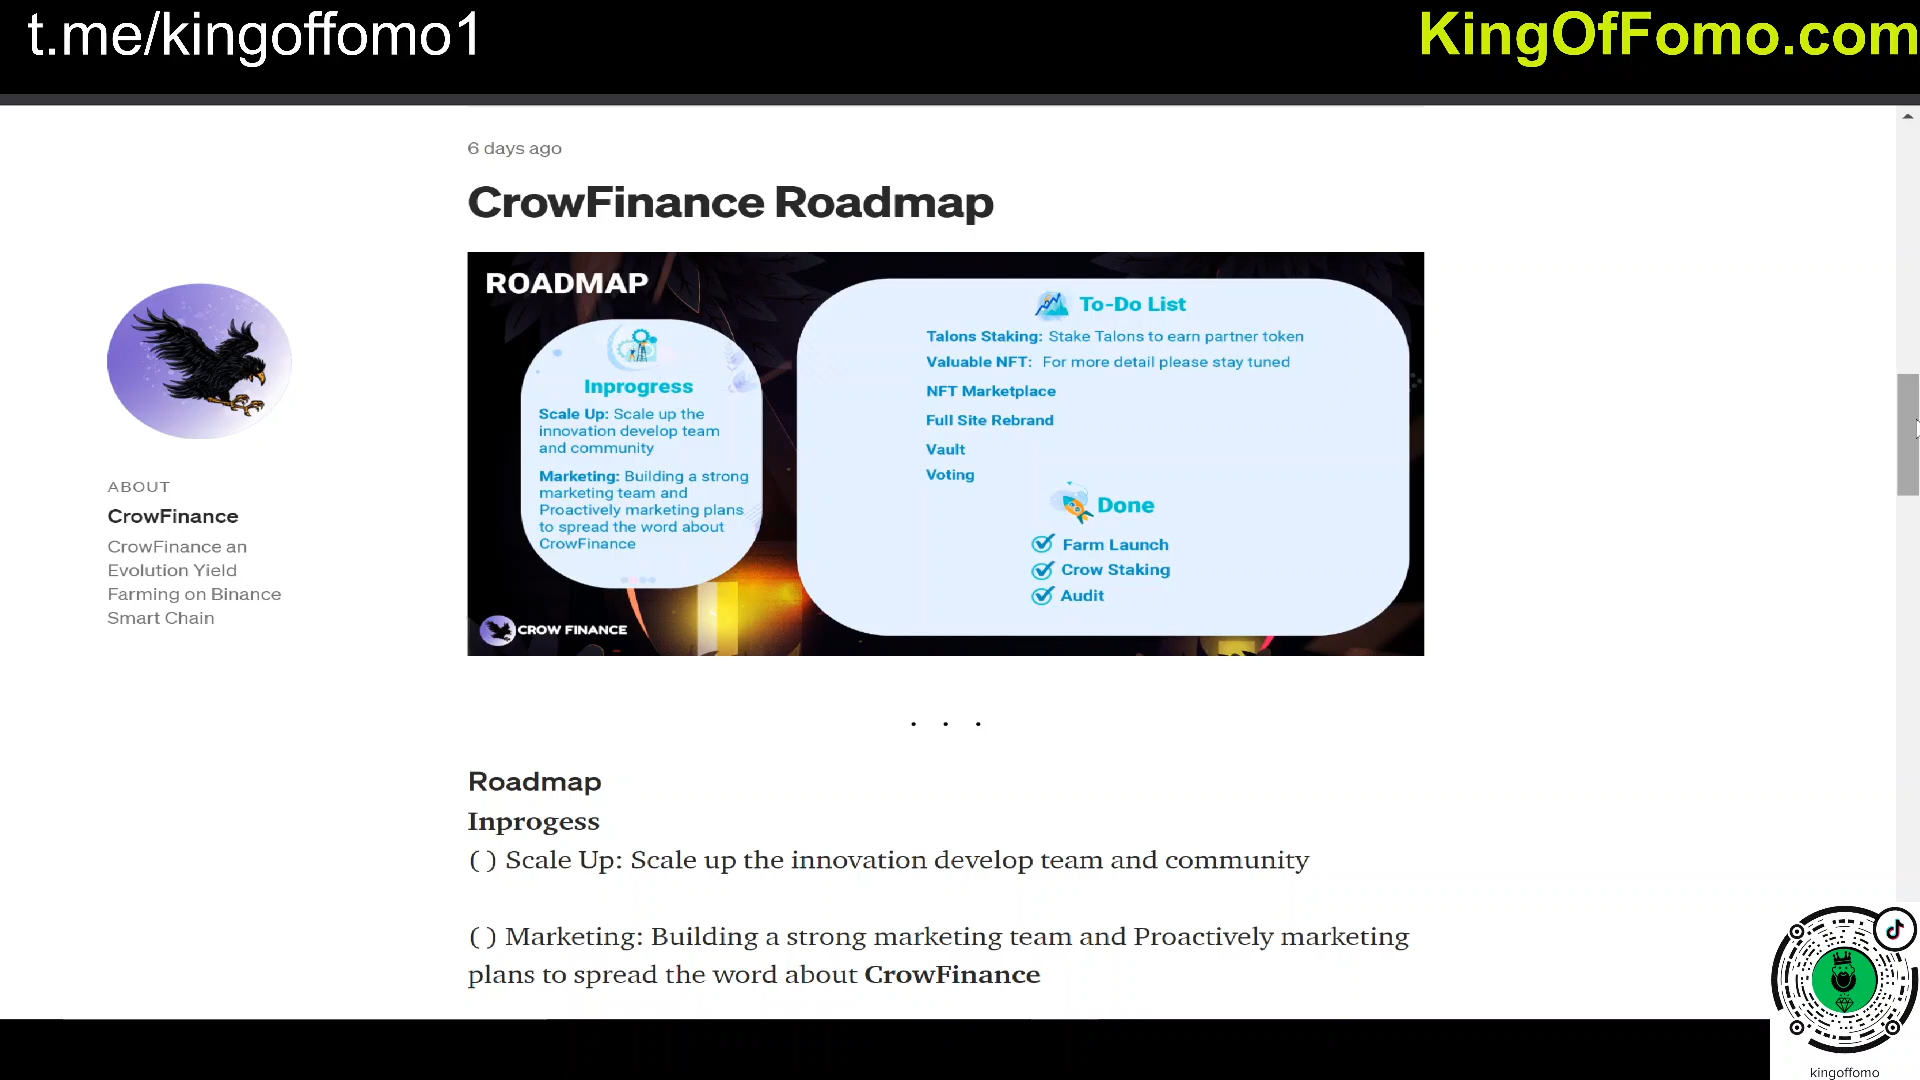 t.me/kingoffomo1
KingOfFomo.com
6 days ago
CrowFinance Roadmap
ROADMAP
Inprogress
Scale Up: Scale up the
innovation develop team
and community
Marketing: Building a strong
marketing team and
Proactively marketing plans
to spread the word about
CrowFinance
CROW FINANCE
To-Do List
Talons Staking: Stake Talons to earn partner token
Valuable NFT: For more detail please stay tuned
NFT Marketplace
Full Site Rebrand
Vault
Voting
Done
Farm Launch
Crow Staking
Audit
ABOUT
CrowFinance
CrowFinance an
Evolution Yield
Farming on Binance
Smart Chain
. . .
Roadmap
Inprogess
( ) Scale Up: Scale up the innovation develop team and community
( ) Marketing: Building a strong marketing team and Proactively marketing
plans to spread the word about CrowFinance
kingoffomo